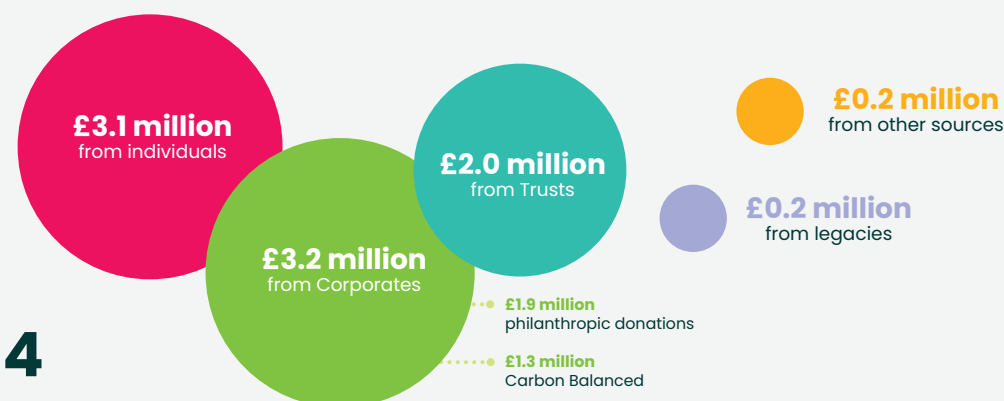 £3.1 million
from individuals
£3.2 million
from Corporates
£2.0 million
from Trusts
£0.2 million
from other sources
£0.2 million
from legacies
£1.9 million
philanthropic donations
£1.3 million
Carbon Balanced
4